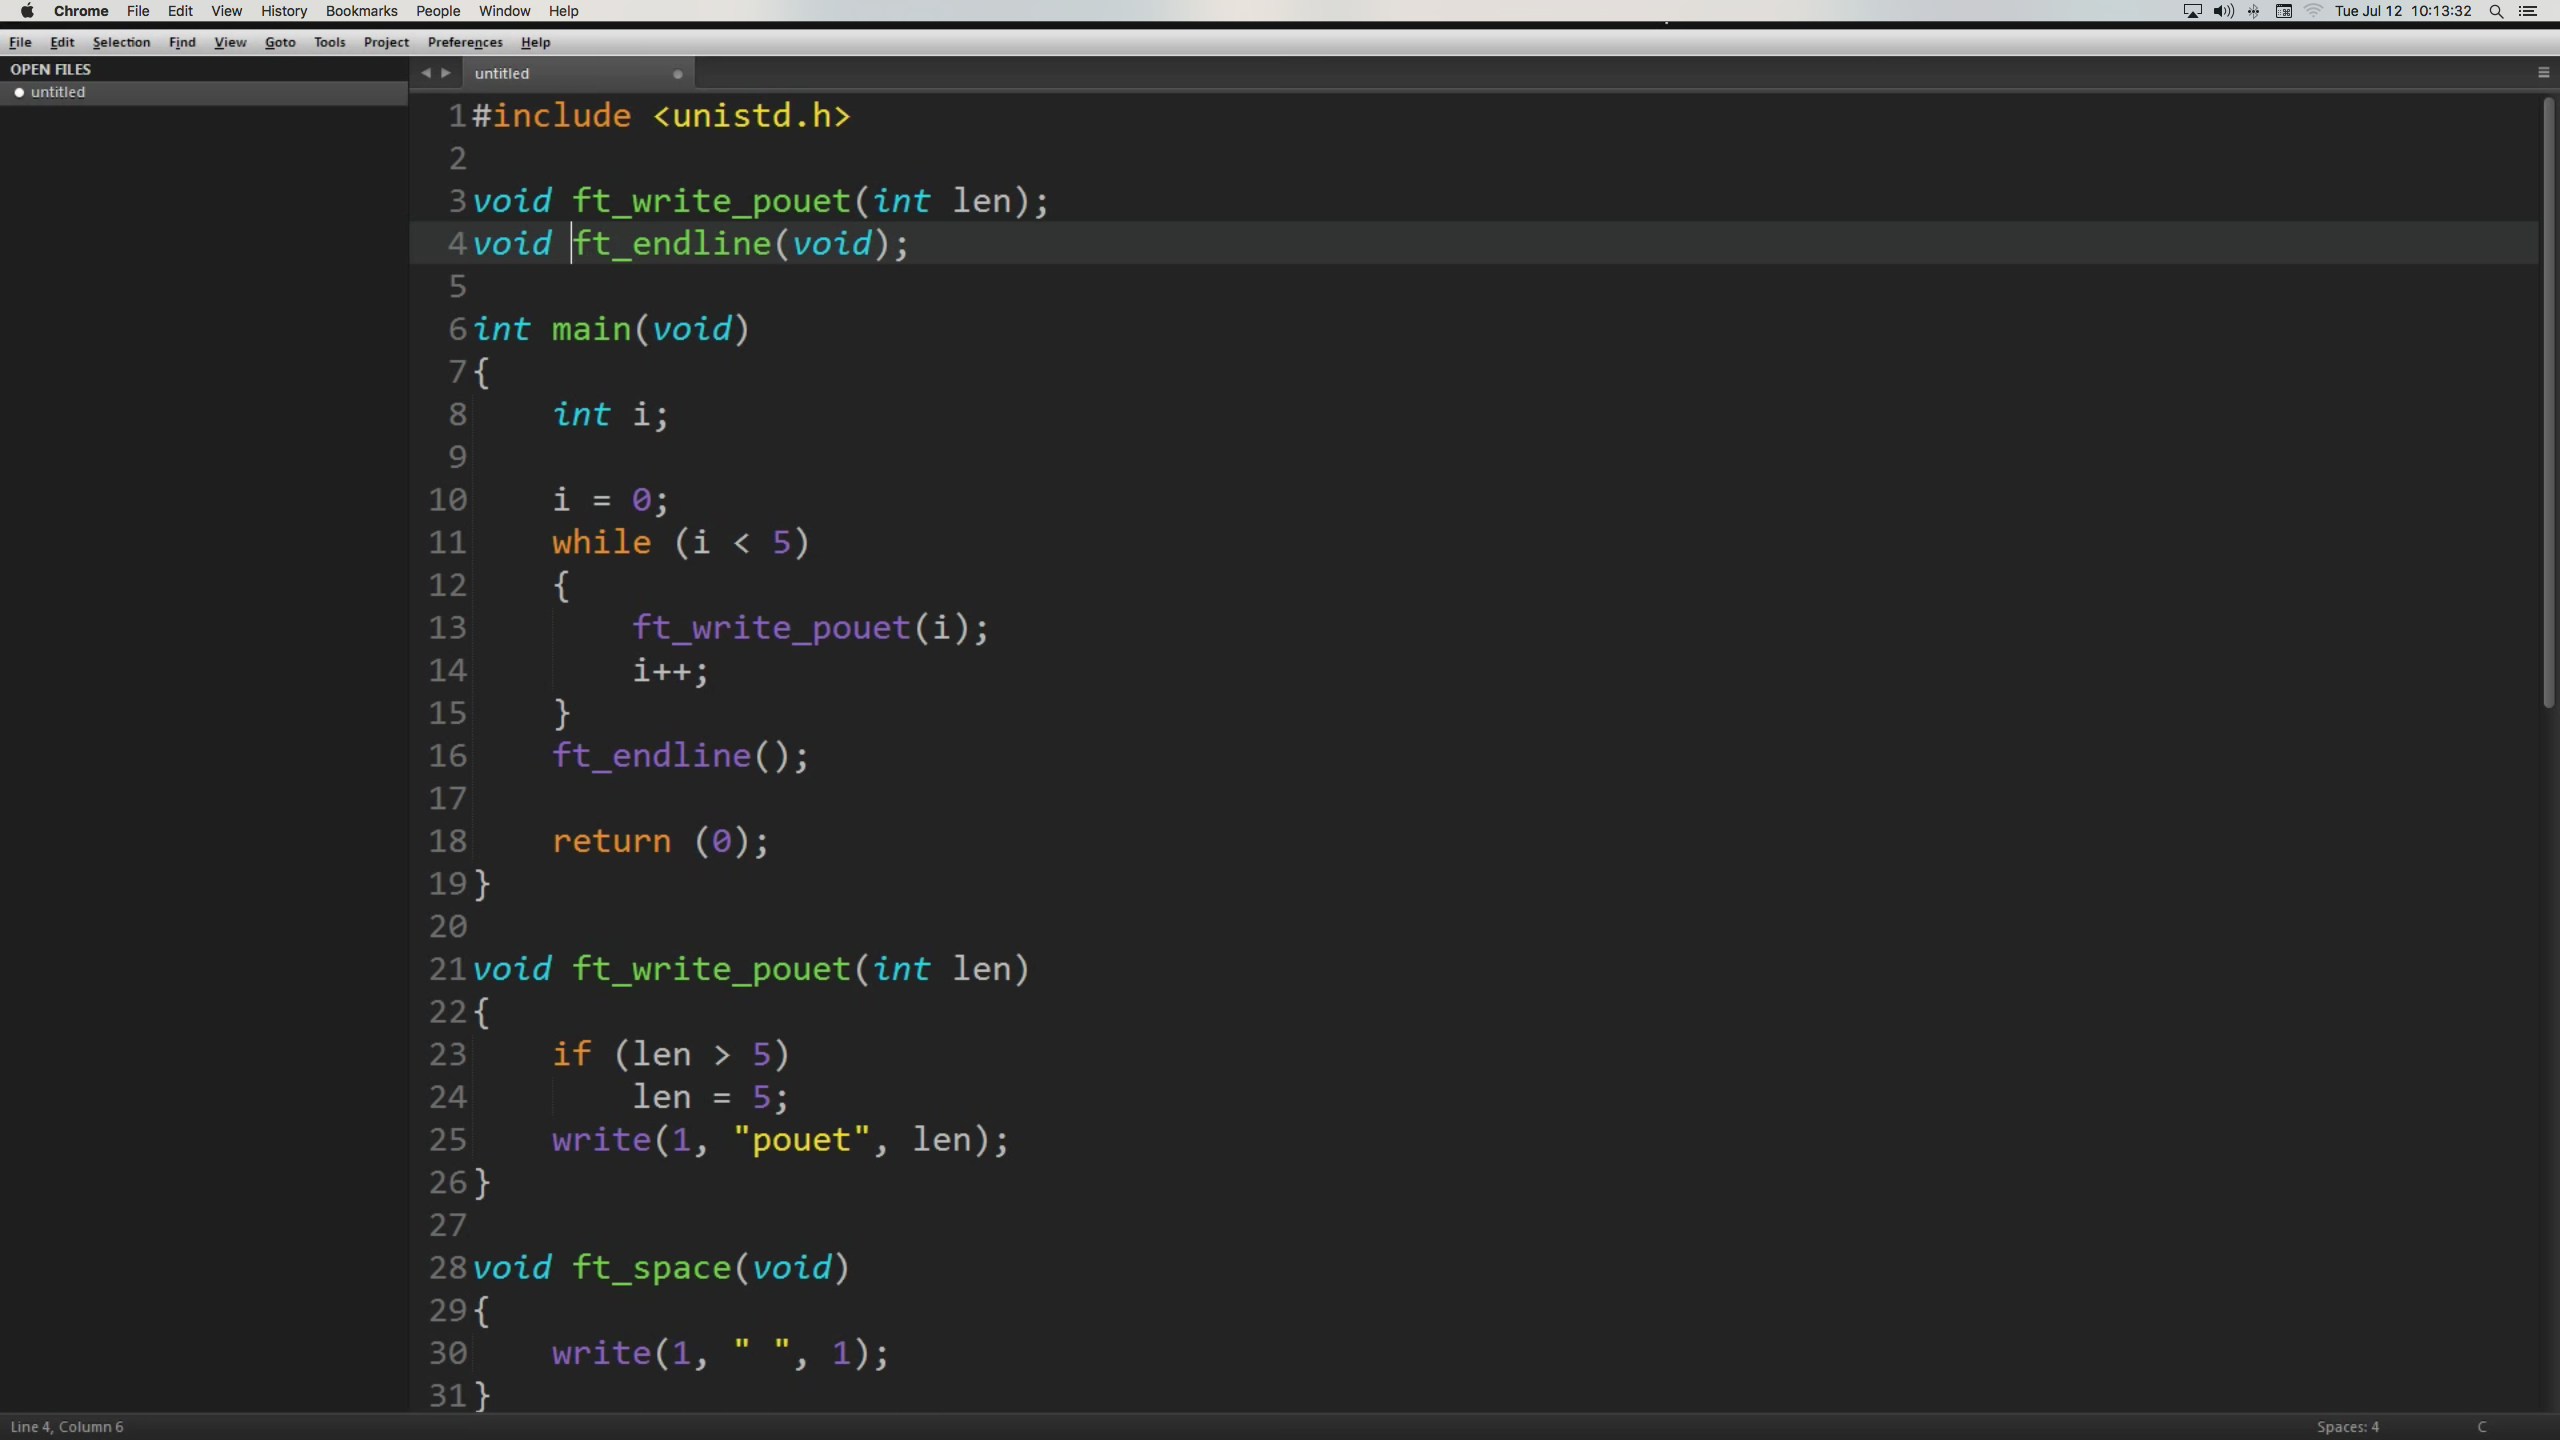 Chrome File Edit View History Bookmarks People Window Help Tue Jul 12 10:13:32
File Edit Selection Find View Goto Tools Project Preferences Help
OPEN FILES
untitled
untitled
1 #include <unistd.h>
2
3 void ft_write_pouet(int len);
4 void ft_endline(void);
5
6 int main(void)
7 {
8     int i;
9
10     i = 0;
11     while (i < 5)
12     {
13         ft_write_pouet(i);
14         i++;
15     }
16     ft_endline();
17
18     return (0);
19 }
20
21 void ft_write_pouet(int len)
22 {
23     if (len > 5)
24         len = 5;
25     write(1, "pouet", len);
26 }
27
28 void ft_space(void)
29 {
30     write(1, " ", 1);
31 }
Line 4, Column 6 Spaces: 4 C